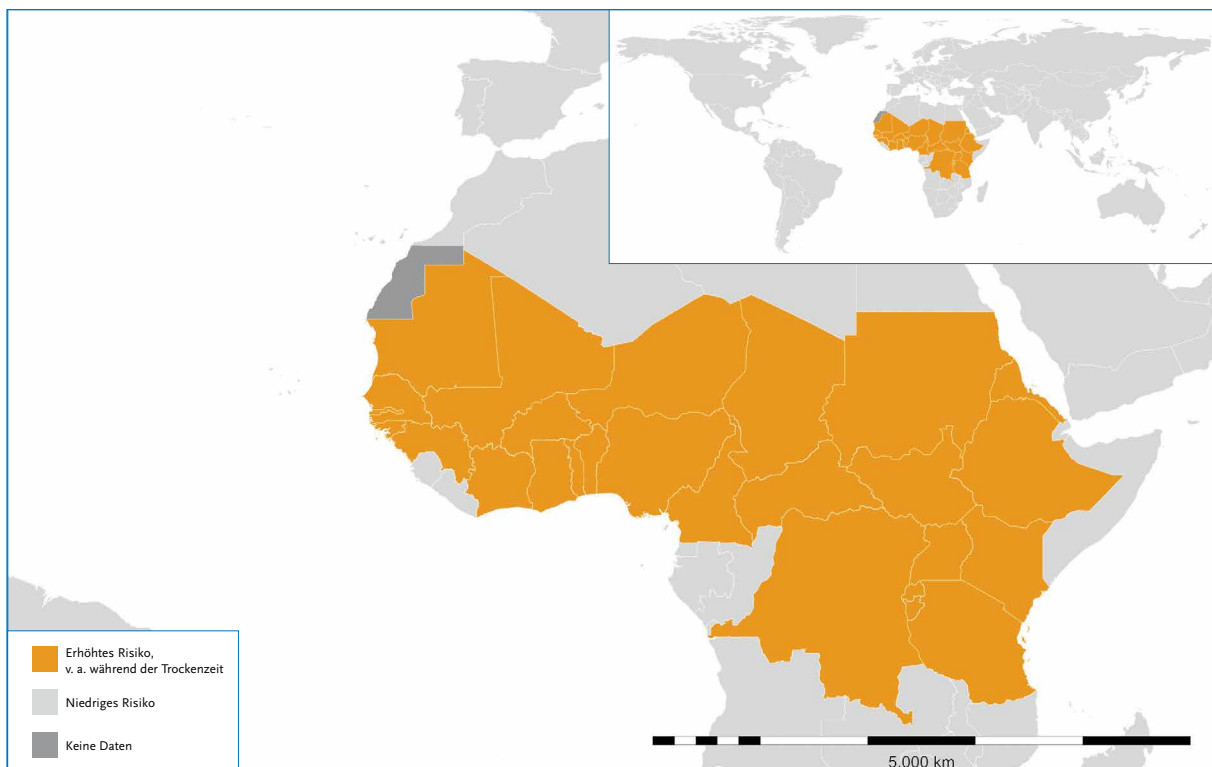 Erhöhtes Risiko,
v. a. während der Trockenzeit
Niedriges Risiko
Keine Daten
5.000 km